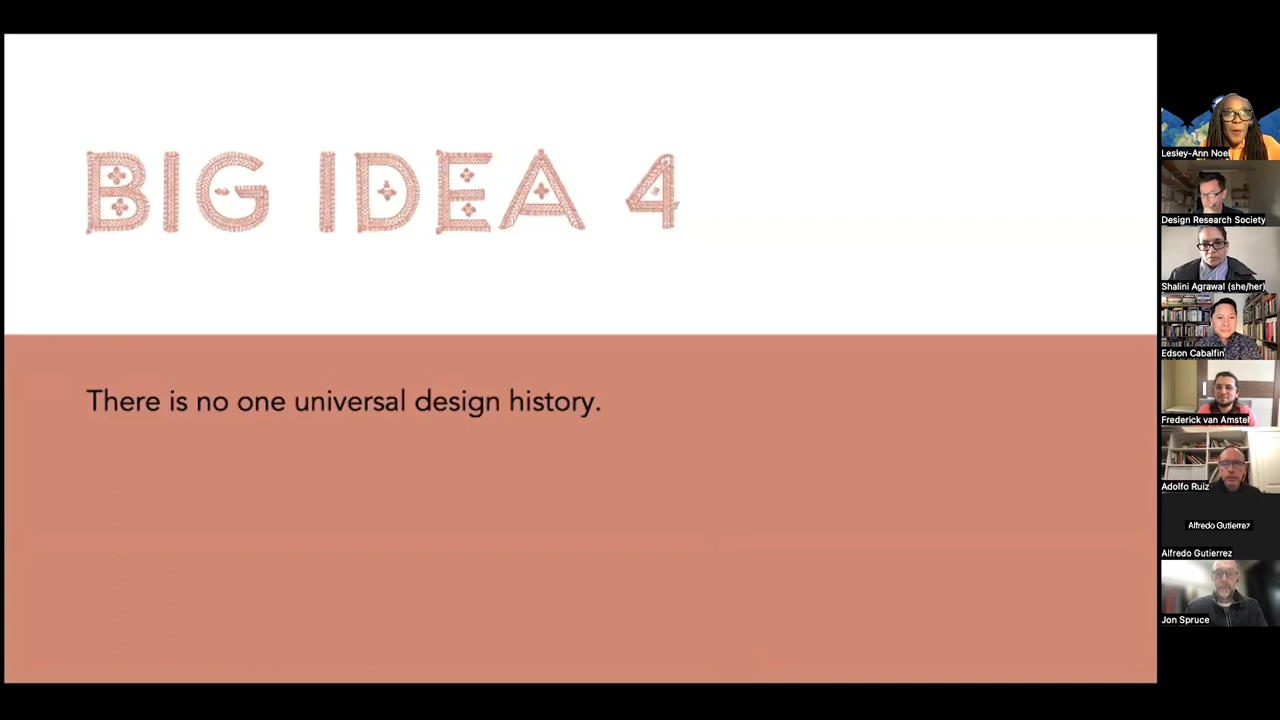 BIG IDEA 4
There is no one universal design history.
Lesley-Ann Noel
Design Research Society
Shalini Agrawal (she/her)
Edson Cabalfin
Frederick van Amstel
Adolfo Ruiz
Alfredo Gutierrez
Alfredo Gutierrez
Jon Spruce